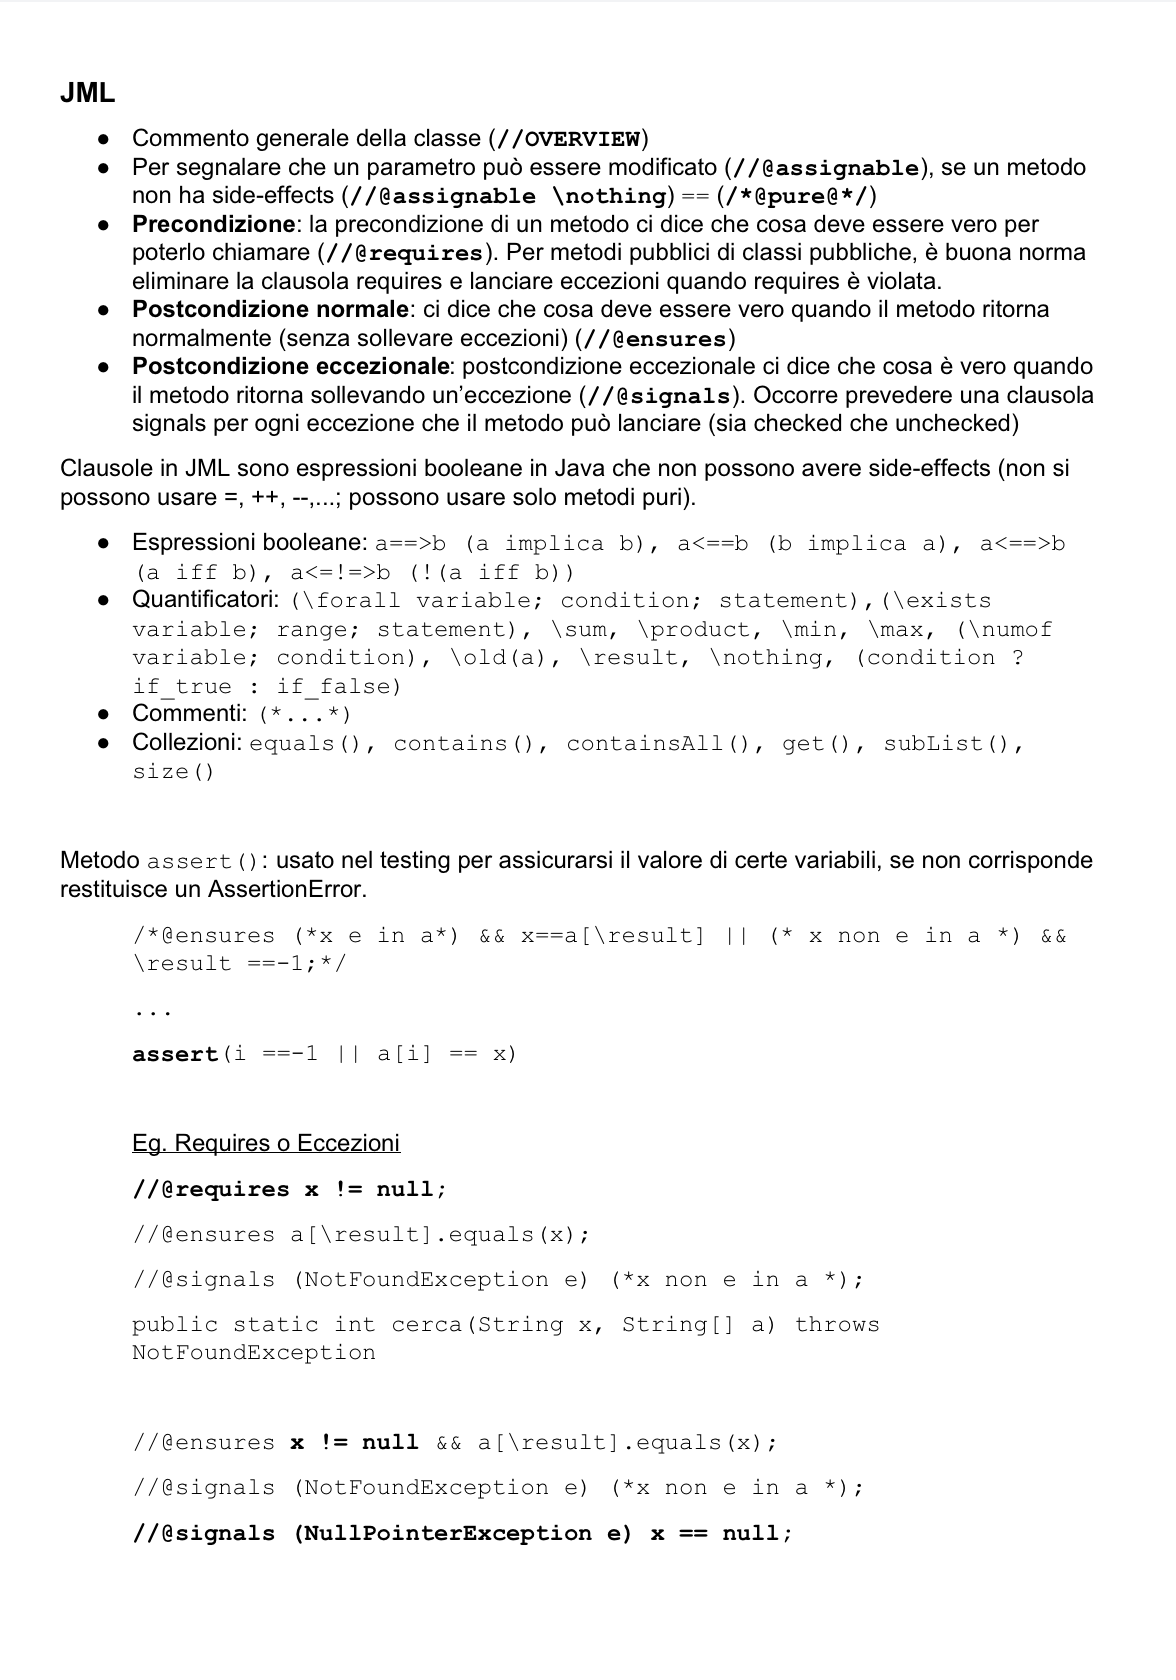 JML
● Commento generale della classe (//OVERVIEW)
● Per segnalare che un parametro può essere modificato (//@assignable), se un metodo
non ha side-effects (//@assignable \nothing) == (/*@pure@*/)
● Precondizione: la precondizione di un metodo ci dice che cosa deve essere vero per
poterlo chiamare (//@requires). Per metodi pubblici di classi pubbliche, è buona norma
eliminare la clausola requires e lanciare eccezioni quando requires è violata.
● Postcondizione normale: ci dice che cosa deve essere vero quando il metodo ritorna
normalmente (senza sollevare eccezioni) (//@ensures)
● Postcondizione eccezionale: postcondizione eccezionale ci dice che cosa è vero quando
il metodo ritorna sollevando un'eccezione (//@signals). Occorre prevedere una clausola
signals per ogni eccezione che il metodo può lanciare (sia checked che unchecked)
Clausole in JML sono espressioni booleane in Java che non possono avere side-effects (non si
possono usare =, ++, --,...; possono usare solo metodi puri).
● Espressioni booleane: a==>b (a implica b), a<==b (b implica a), a<==>b
(a iff b), a<=!=>b (!(a iff b))
● Quantificatori: (\forall variable; condition; statement),(\exists
variable; range; statement), \sum, \product, \min, \max, (\numof
variable; condition), \old(a), \result, \nothing, (condition ?
if_true : if_false)
● Commenti: (*...*)
● Collezioni: equals(), contains(), containsAll(), get(), subList(),
size()
Metodo assert(): usato nel testing per assicurarsi il valore di certe variabili, se non corrisponde
restituisce un AssertionError.
/*@ensures (*x e in a*) && x==a[\result] || (* x non e in a *) &&
\result ==-1;*/
...
assert(i ==-1 || a[i] == x)
Eg. Requires o Eccezioni
//@requires x != null;
//@ensures a[\result].equals(x);
//@signals (NotFoundException e) (*x non e in a *);
public static int cerca(String x, String[] a) throws
NotFoundException
//@ensures x != null && a[\result].equals(x);
//@signals (NotFoundException e) (*x non e in a *);
//@signals (NullPointerException e) x == null;